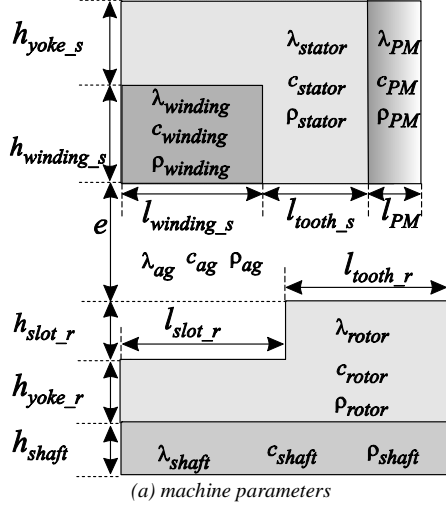 h_yoke_s λ_stator λ_PM
c_stator c_PM
ρ_stator ρ_PM
h_winding_s λ_winding
c_winding
ρ_winding
l_winding_s l_tooth_s l_PM
e
λ_ag c_ag ρ_ag
l_tooth_r
h_slot_r l_slot_r
λ_rotor
h_yoke_r c_rotor
ρ_rotor
h_shaft λ_shaft c_shaft ρ_shaft
(a) machine parameters